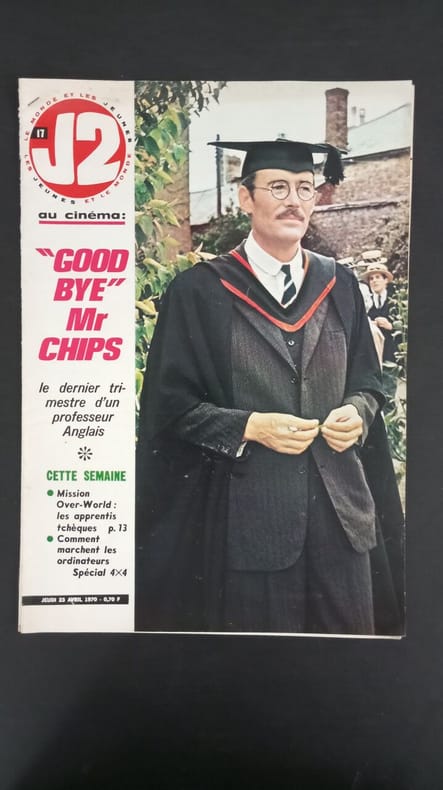 LE MONDE ET LES JEUNES
LES JEUNES ET LE MONDE
17
J2
au cinéma:
"GOOD
BYE"
Mr
CHIPS
le dernier tri-
mestre d'un
professeur
Anglais
CETTE SEMAINE
● Mission
Over-World :
les apprentis
tchèques p. 13
● Comment
marchent les
ordinateurs
Spécial 4×4
JEUDI 23 AVRIL 1970 - 0,70 F